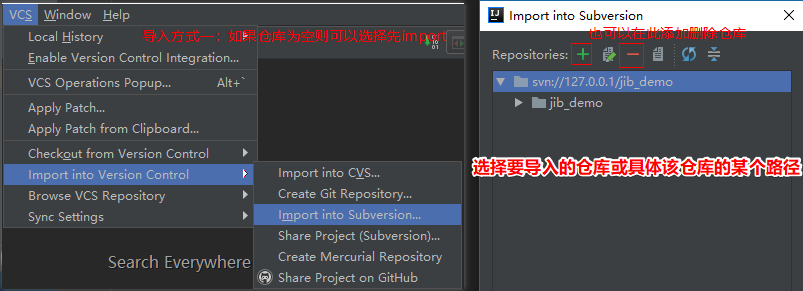 VCS Window Help
Local History
导入方式一：如果仓库为空则可以选择先import
Enable Version Control Integration...
VCS Operations Popup... Alt+`
Apply Patch...
Apply Patch from Clipboard...
Checkout from Version Control
Import into Version Control
Browse VCS Repository
Sync Settings
Import into CVS...
Create Git Repository...
Import into Subversion...
Share Project (Subversion)...
Create Mercurial Repository
Share Project on GitHub
Search Everywhere
Import into Subversion
也可以在此添加删除仓库
Repositories:
svn://127.0.0.1/jib_demo
jib_demo
选择要导入的仓库或具体该仓库的某个路径